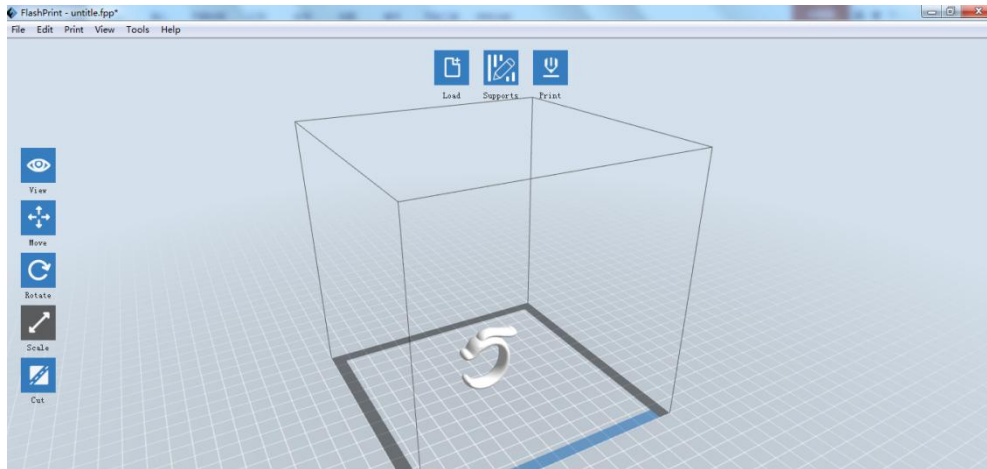 FlashPrint - untitle.fpp*
File Edit Print View Tools Help
Load Supports Print
View
Move
Rotate
Scale
Cut